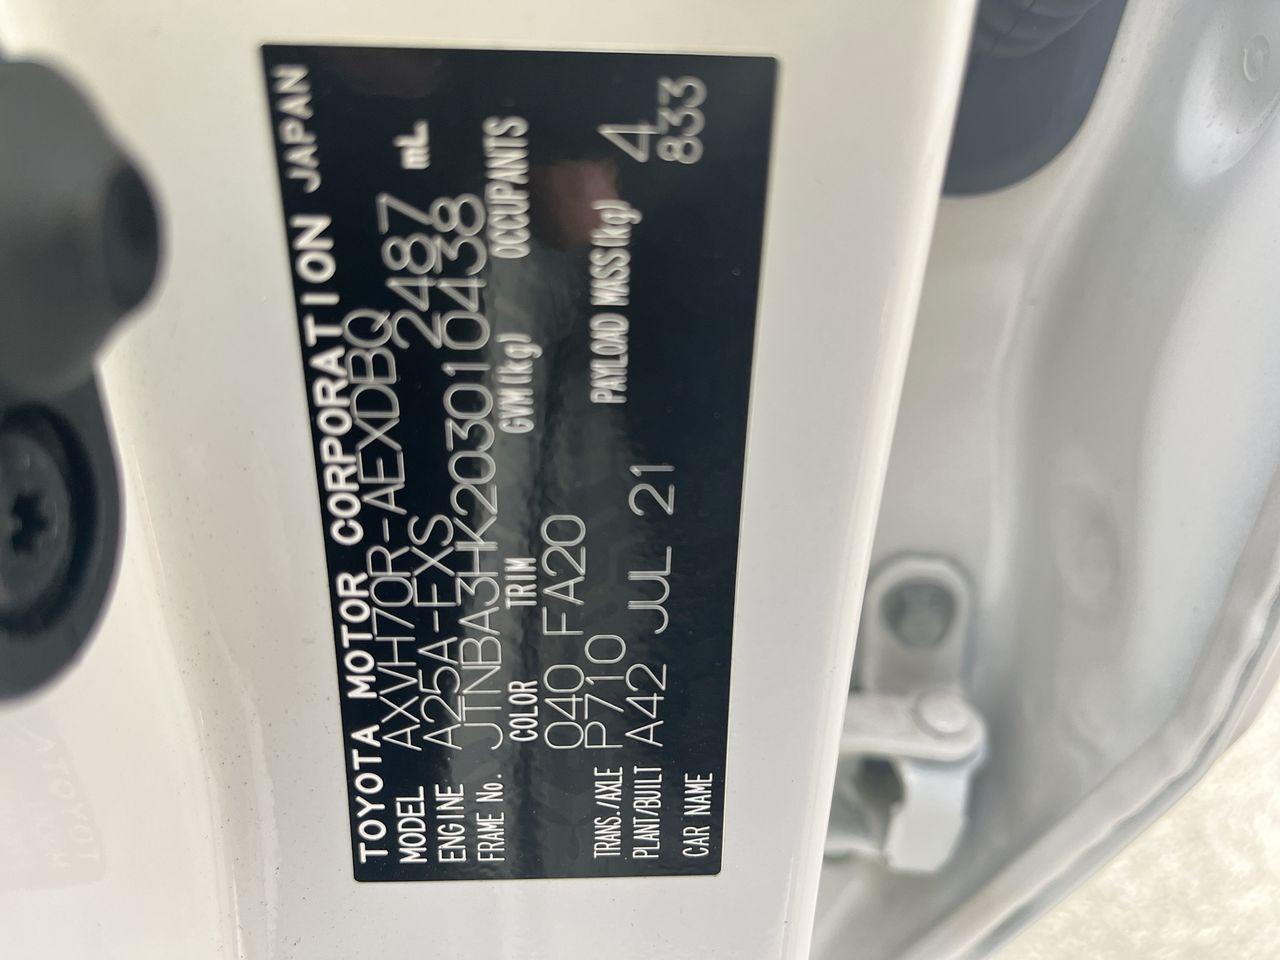 TOYOTA MOTOR CORPORATION JAPAN
MODEL AXVH70R-AEXDBQ
ENGINE A25A-FXS 2487 mL
FRAME No. JTNBA3HK203010438
COLOR TRIM GVM(kg) OCCUPANTS
040 FA20
TRANS./AXLE P710 PAYLOAD MASS(kg) 4
PLANT/BUILT A42 JUL 21 833
CAR NAME